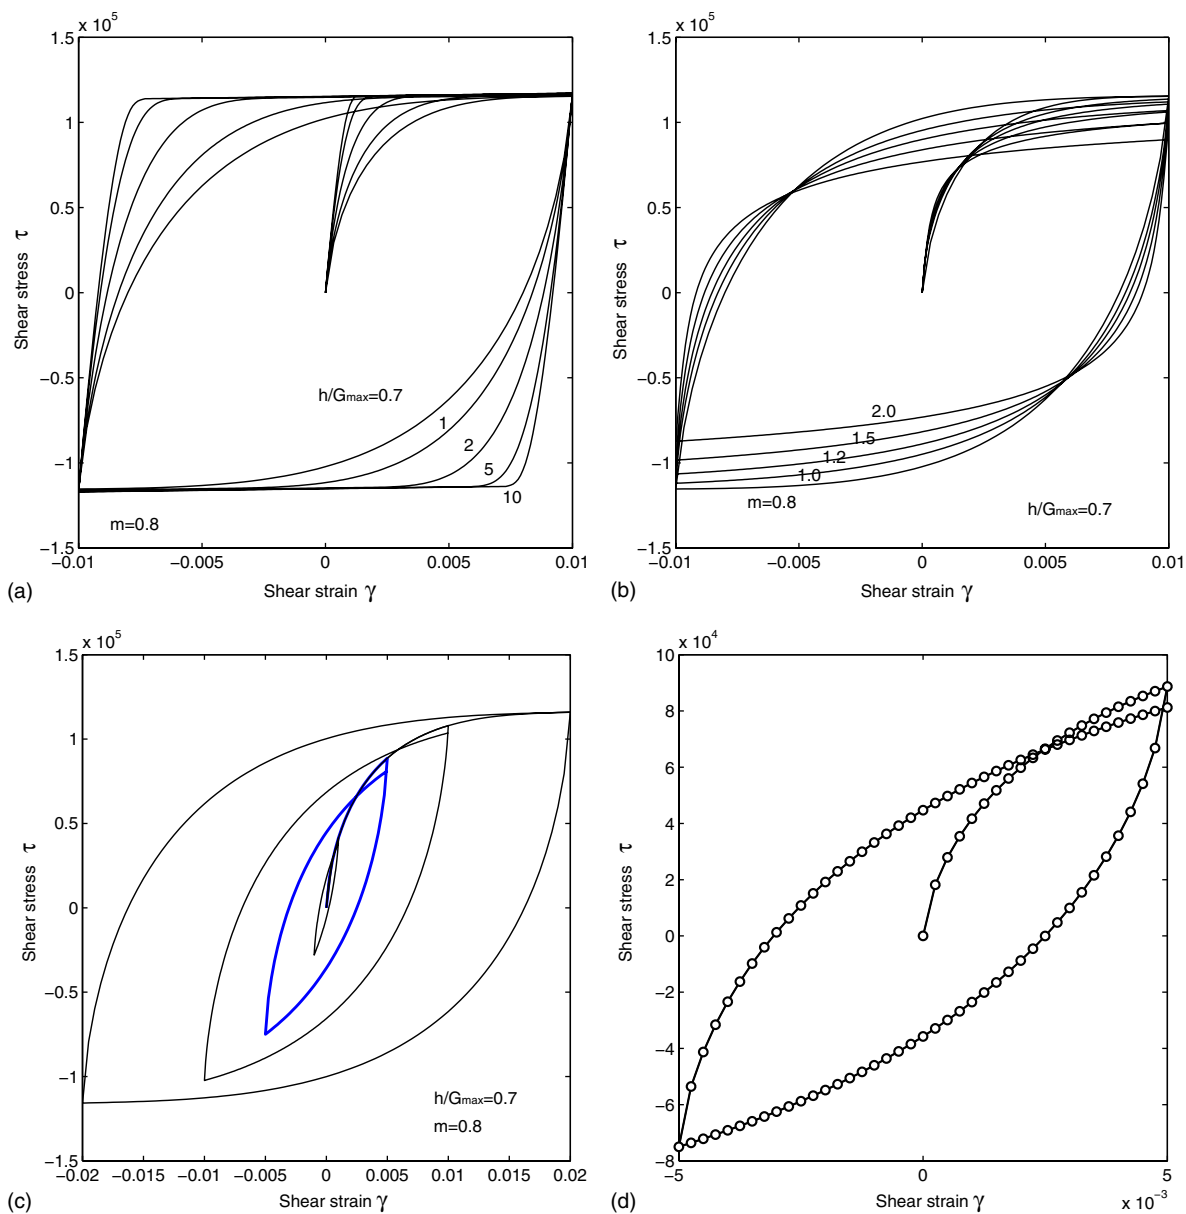 x 10^5
1.5
1
0.5
0
−0.5
−1
−1.5
Shear stress τ
h/Gmax=0.7
1
2
5
10
m=0.8
−0.01
−0.005
0
0.005
0.01
(a)
Shear strain γ
x 10^5
1.5
1
0.5
0
−0.5
−1
−1.5
Shear stress τ
2.0
1.5
1.2
1.0
m=0.8
h/Gmax=0.7
−0.01
−0.005
0
0.005
0.01
(b)
Shear strain γ
x 10^5
1.5
1
0.5
0
−0.5
−1
−1.5
Shear stress τ
h/Gmax=0.7
m=0.8
−0.02
−0.015
−0.01
−0.005
0
0.005
0.01
0.015
0.02
(c)
Shear strain γ
x 10^4
10
8
6
4
2
0
−2
−4
−6
−8
Shear stress τ
−5
0
5
(d)
Shear strain γ
x 10^−3